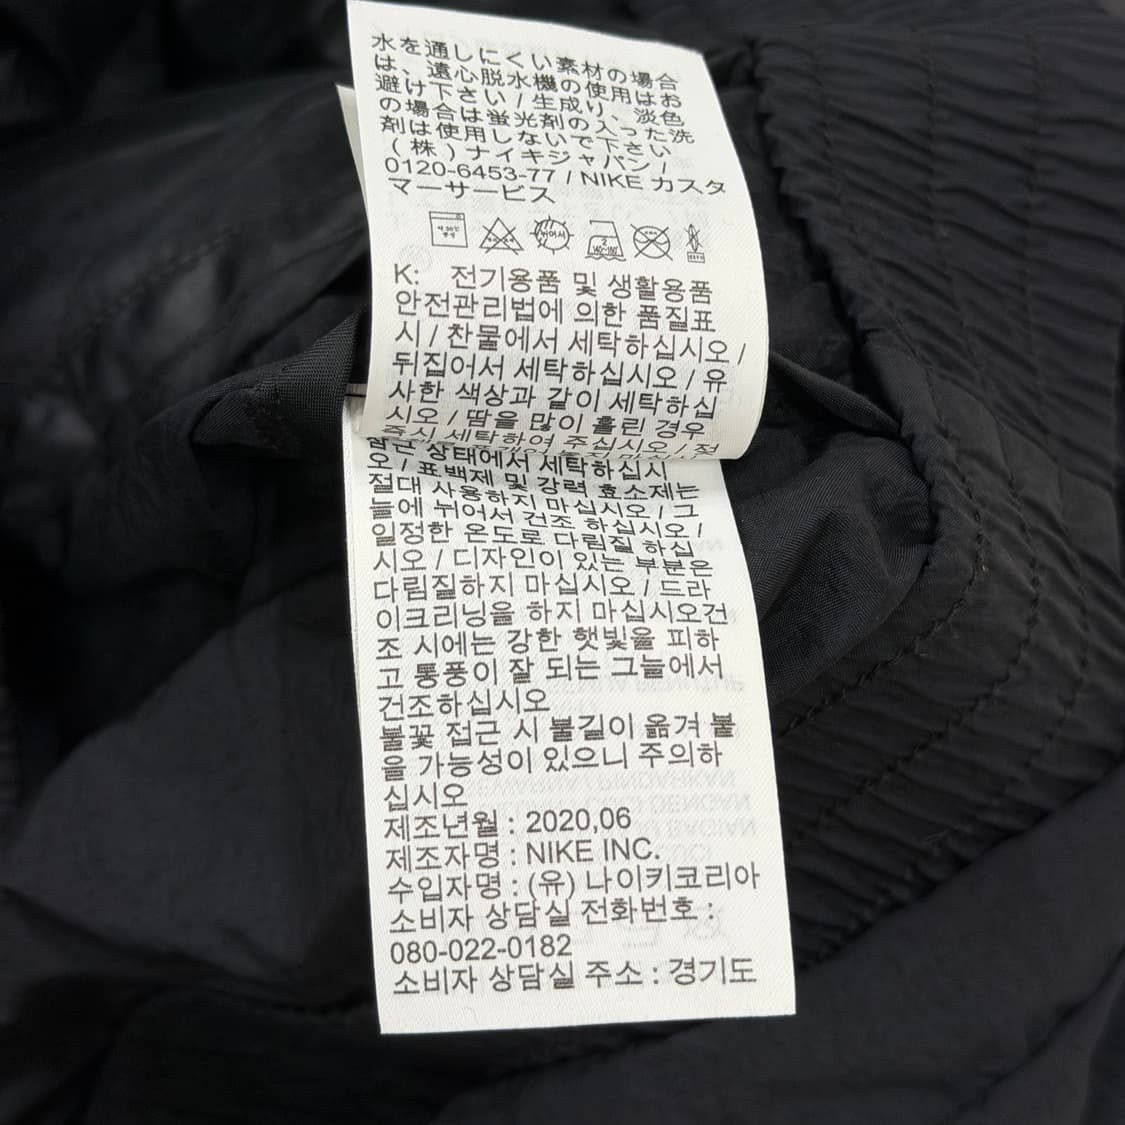 水を通しにくい素材の場合
は、遠心脱水機の使用はお
避け下さい / 生成り、淡色
の場合は蛍光剤の入った洗
剤は使用しないで下さい
(株)ナイキジャパン /
0120-6453-77 / NIKE カスタ
マーサービス
K: 전기용품 및 생활용품
안전관리법에 의한 품질표
시 / 찬물에서 세탁하십시오 /
뒤집어서 세탁하십시오 / 유
사한 색상과 같이 세탁하십
시오 / 땀을 많이 흘린 경우
즉시 세탁하여 주십시오 /
잠근 상태에서 세탁하십시
오 / 표백제 및 강력 효소제는
절대 사용하지 마십시오 / 그
늘에 뉘어서 건조 하십시오 /
일정한 온도로 다림질 하십
시오 / 디자인이 있는 부분은
다림질하지 마십시오 / 드라
이크리닝을 하지 마십시오건
조 시에는 강한 햇빛을 피하
고 통풍이 잘 되는 그늘에서
건조하십시오
불꽃 접근 시 불길이 옮겨 붙
을 가능성이 있으니 주의하
십시오
제조년월 : 2020,06
제조자명 : NIKE INC.
수입자명 : (유) 나이키코리아
소비자 상담실 전화번호 :
080-022-0182
소비자 상담실 주소 : 경기도